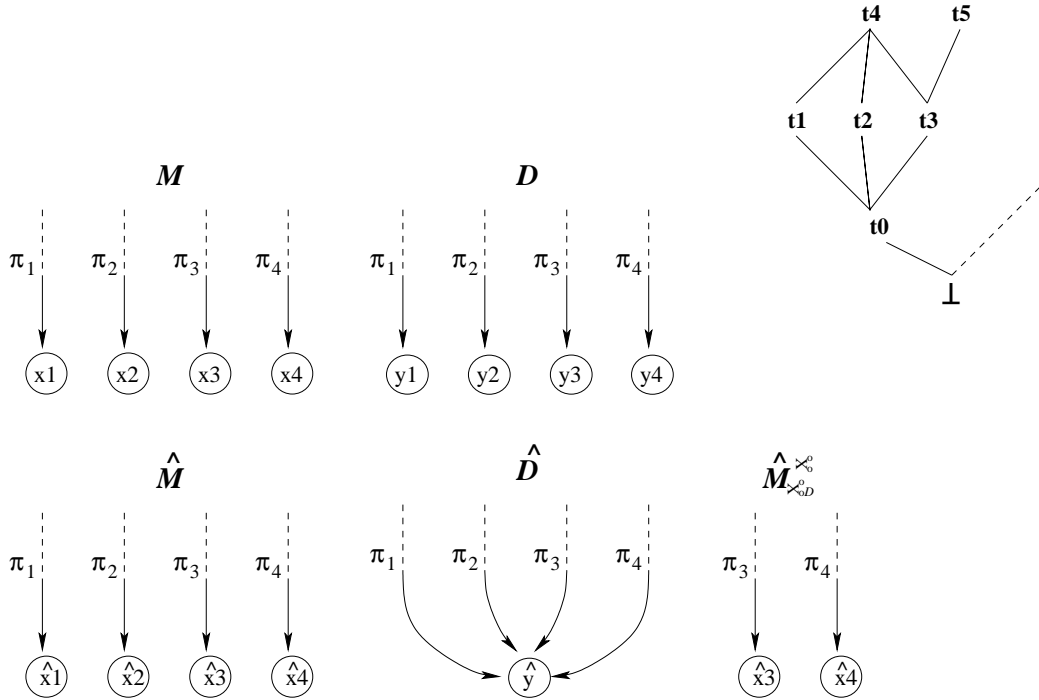 t4 t5
t1 t2 t3
M D
t0
π1 π2 π3 π4 π1 π2 π3 π4
⊥
x1 x2 x3 x4 y1 y2 y3 y4
M̂ D̂ M̂
π1 π2 π3 π4 π1 π2 π3 π4 π3 π4
x̂1 x̂2 x̂3 x̂4 ŷ x̂3 x̂4